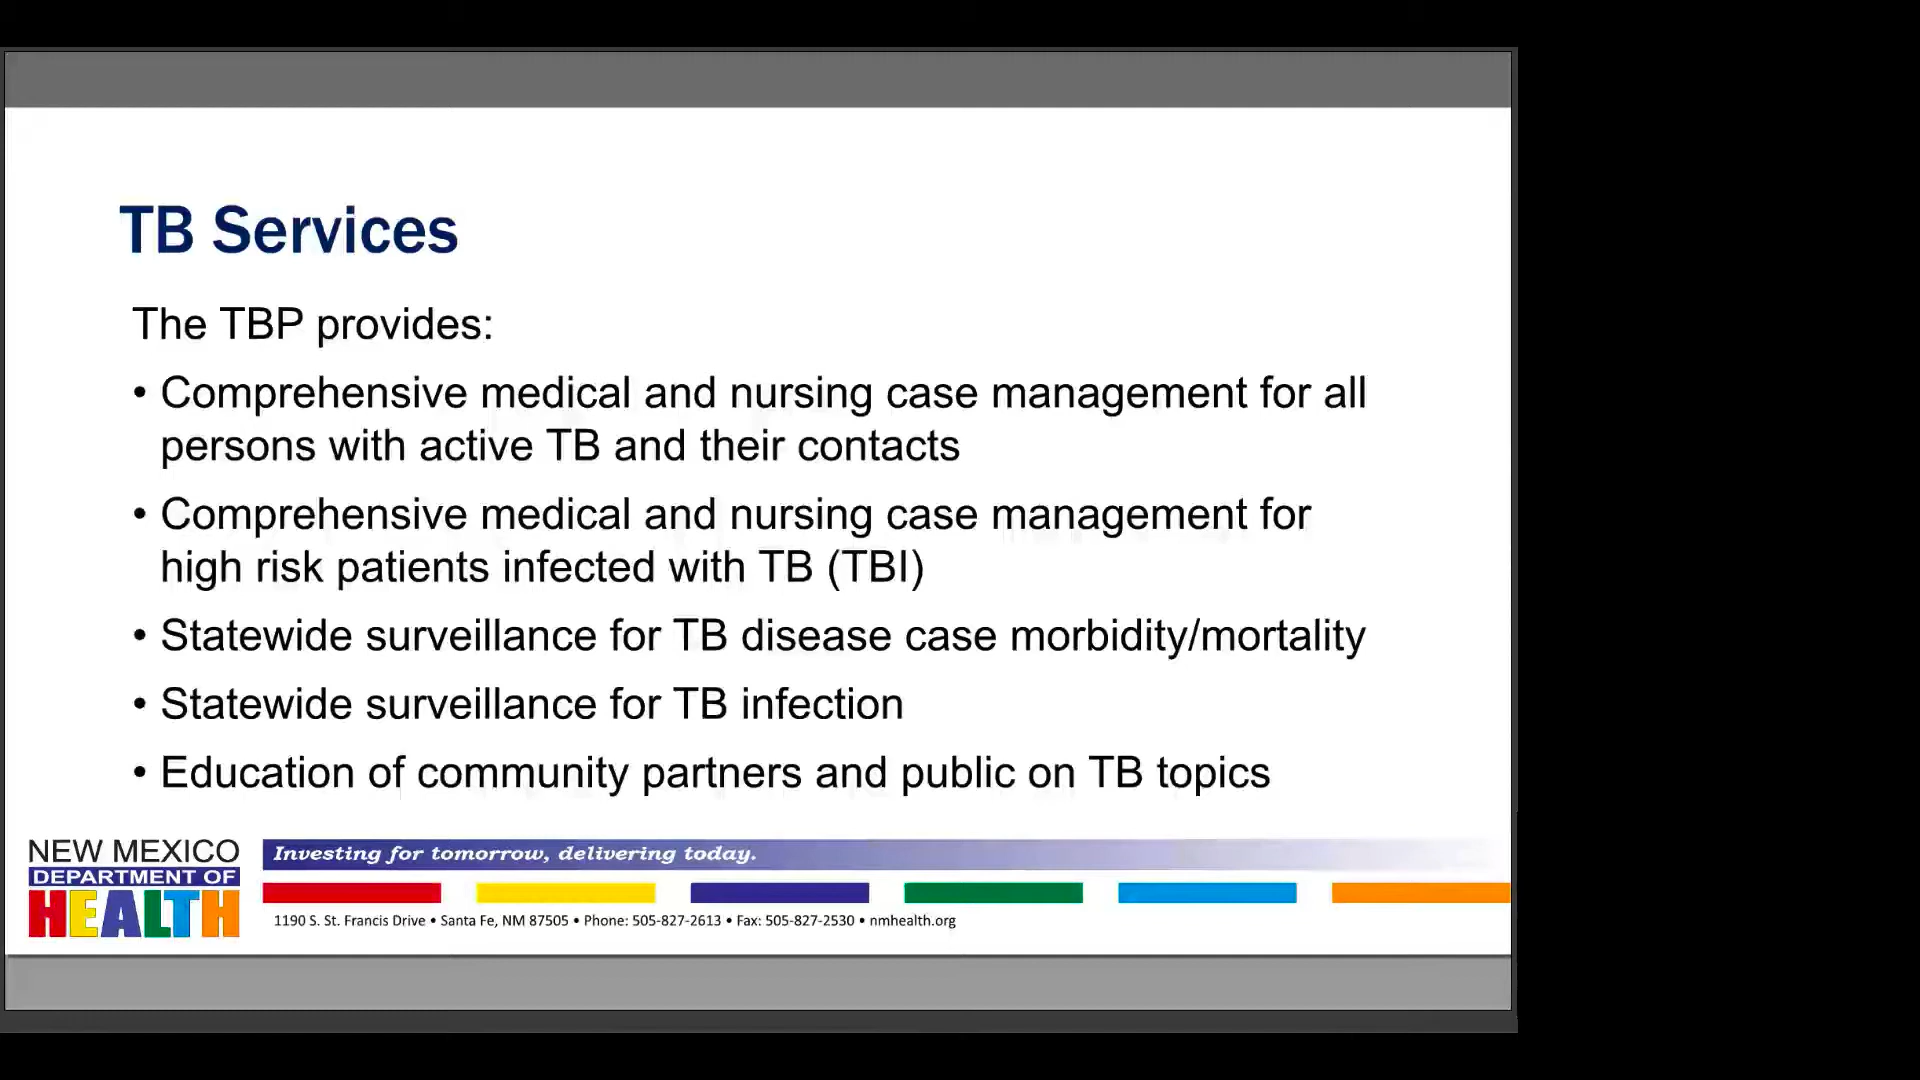 TB Services
The TBP provides:
• Comprehensive medical and nursing case management for all
persons with active TB and their contacts
• Comprehensive medical and nursing case management for
high risk patients infected with TB (TBI)
• Statewide surveillance for TB disease case morbidity/mortality
• Statewide surveillance for TB infection
• Education of community partners and public on TB topics
NEW MEXICO
DEPARTMENT OF
HEALTH
Investing for tomorrow, delivering today.
1190 S. St. Francis Drive • Santa Fe, NM 87505 • Phone: 505-827-2613 • Fax: 505-827-2530 • nmhealth.org